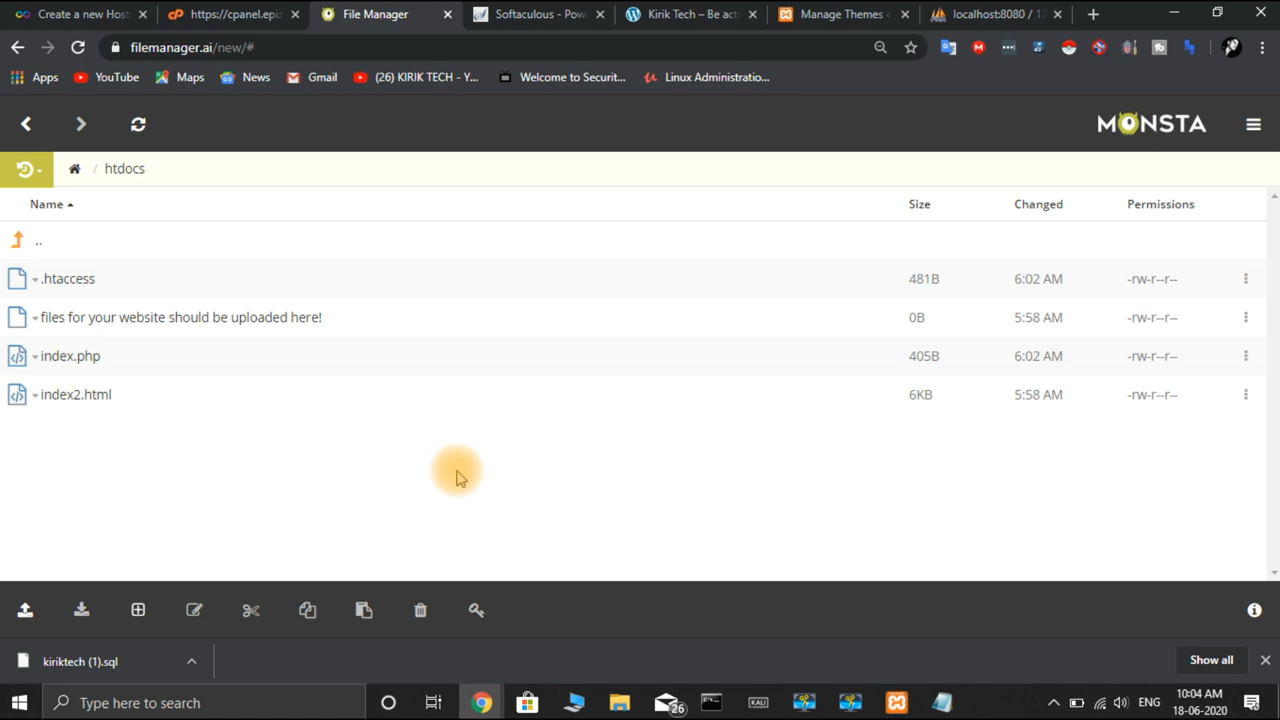 Create a new Host
https://cpanel.epiz
File Manager
Softaculous - Pow
Kirik Tech – Be act
Manage Themes ‹
localhost:8080 / 12
filemanager.ai/new/#
Apps
YouTube
Maps
News
Gmail
(26) KIRIK TECH - Y...
Welcome to Securit...
Linux Administratio...
MONSTA
/ htdocs
Name
Size
Changed
Permissions
..
.htaccess 481B 6:02 AM -rw-r--r--
files for your website should be uploaded here! 0B 5:58 AM -rw-r--r--
index.php 405B 6:02 AM -rw-r--r--
index2.html 6KB 5:58 AM -rw-r--r--
kiriktech (1).sql
Show all
Type here to search
26
KALI
ENG
10:04 AM
18-06-2020